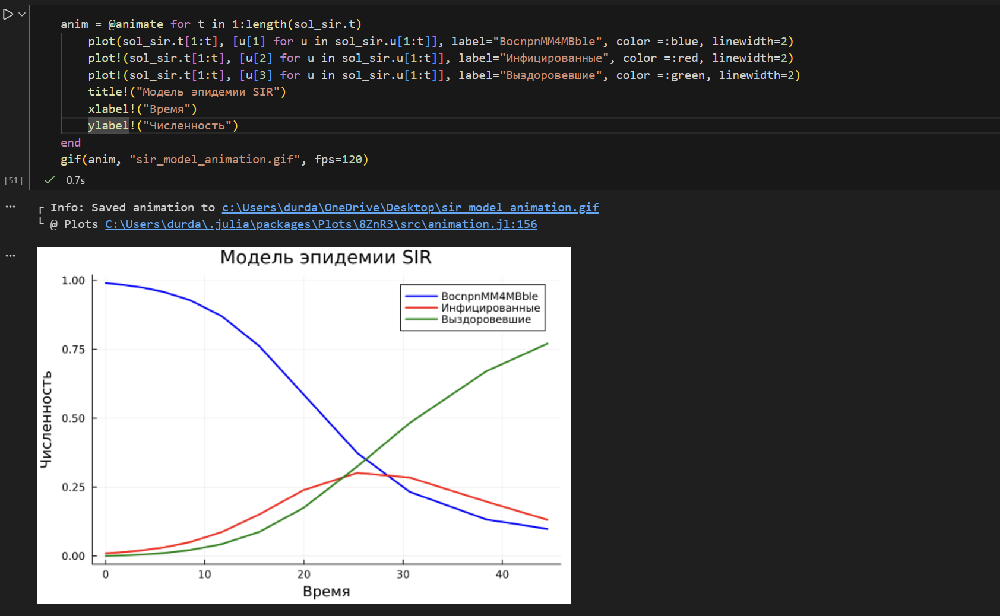 anim = @animate for t in 1:length(sol_sir.t)
plot(sol_sir.t[1:t], [u[1] for u in sol_sir.u[1:t]], label="BocnpnMM4MBble", color =:blue, linewidth=2)
plot!(sol_sir.t[1:t], [u[2] for u in sol_sir.u[1:t]], label="Инфицированные", color =:red, linewidth=2)
plot!(sol_sir.t[1:t], [u[3] for u in sol_sir.u[1:t]], label="Выздоровевшие", color =:green, linewidth=2)
title!("Модель эпидемии SIR")
xlabel!("Время")
ylabel!("Численность")
end
gif(anim, "sir_model_animation.gif", fps=120)
[51]
0.7s
┌ Info: Saved animation to c:\Users\durda\OneDrive\Desktop\sir_model_animation.gif
└ @ Plots C:\Users\durda\.julia\packages\Plots\8ZnR3\src\animation.jl:156
Модель эпидемии SIR
1.00
0.75
0.50
0.25
0.00
Численность
BocnpnMM4MBble
Инфицированные
Выздоровевшие
0 10 20 30 40
Время